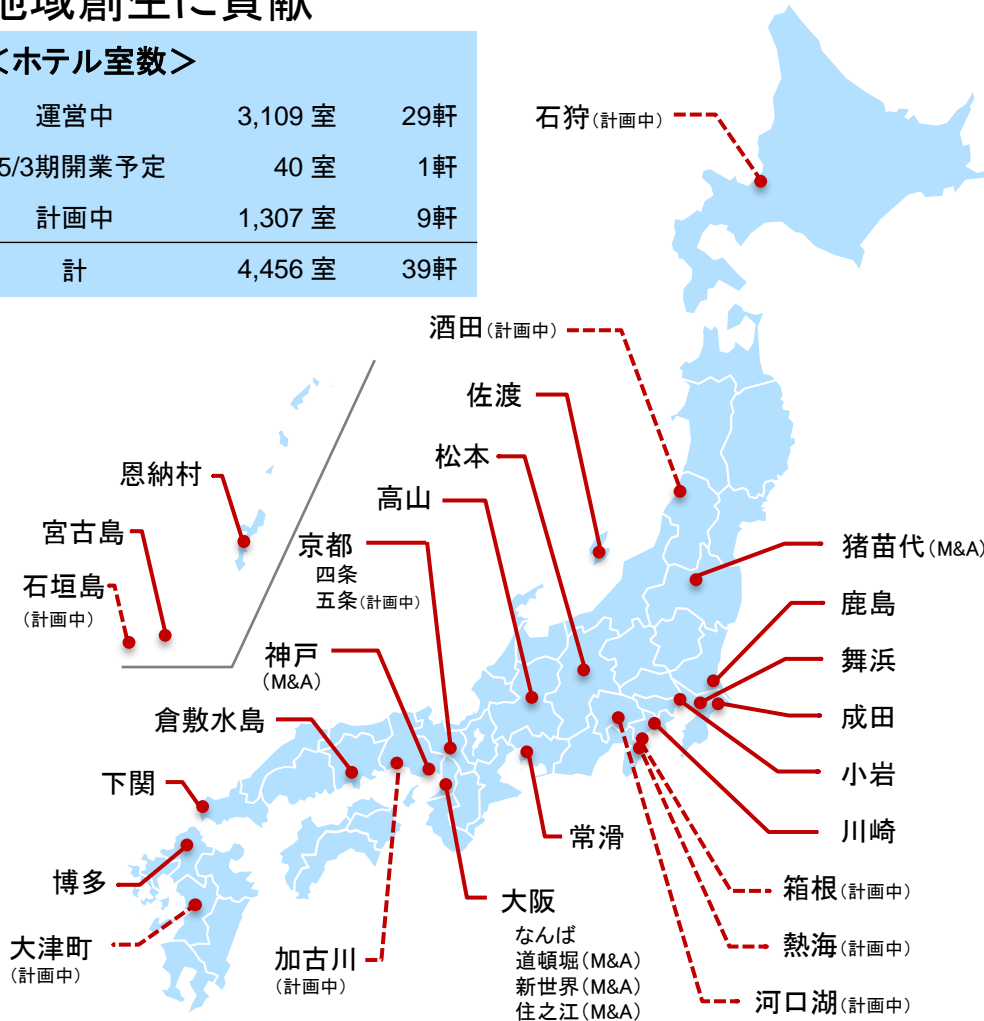 地域創生に貢献
＜ホテル室数＞
運営中 3,109 室 29軒
5/3期開業予定 40 室 1軒
計画中 1,307 室 9軒
計 4,456 室 39軒
石狩(計画中)
酒田(計画中)
佐渡
松本
高山
恩納村
宮古島
石垣島
(計画中)
京都
四条
五条(計画中)
神戸
(M&A)
倉敷水島
下関
博多
大津町
(計画中)
加古川
(計画中)
大阪
なんば
道頓堀(M&A)
新世界(M&A)
住之江(M&A)
常滑
猪苗代(M&A)
鹿島
舞浜
成田
小岩
川崎
箱根(計画中)
熱海(計画中)
河口湖(計画中)